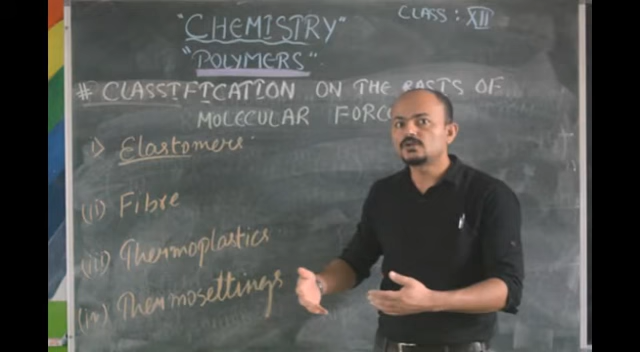 "CHEMISTRY"
CLASS: XII
"POLYMERS"
# CLASSIFICATION ON THE BASIS OF
MOLECULAR FORC
i) Elastomers
(ii) Fibre
(iii) Thermoplastics
(iv) Thermosettings